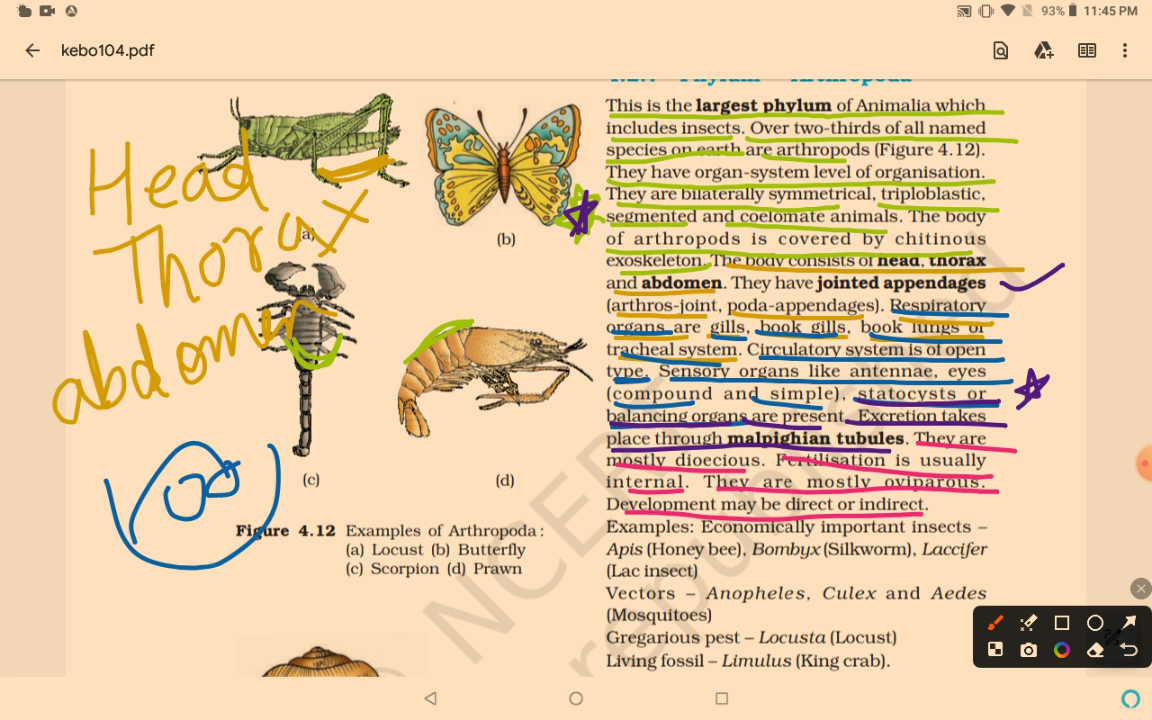 93% 11:45 PM
kebo104.pdf
Phylum – Arthropoda
This is the largest phylum of Animalia which
includes insects. Over two-thirds of all named
species on earth are arthropods (Figure 4.12).
They have organ-system level of organisation.
They are bilaterally symmetrical, triploblastic,
segmented and coelomate animals. The body
of arthropods is covered by chitinous
exoskeleton. The body consists of head, thorax
and abdomen. They have jointed appendages
(arthros-joint, poda-appendages). Respiratory
organs are gills, book gills, book lungs or
tracheal system. Circulatory system is of open
type. Sensory organs like antennae, eyes
(compound and simple), statocysts or
balancing organs are present. Excretion takes
place through malpighian tubules. They are
mostly dioecious. Fertilisation is usually
internal. They are mostly oviparous.
Development may be direct or indirect.
Examples: Economically important insects –
Apis (Honey bee), Bombyx (Silkworm), Laccifer
(Lac insect)
Vectors – Anopheles, Culex and Aedes
(Mosquitoes)
Gregarious pest – Locusta (Locust)
Living fossil – Limulus (King crab).
Head
Thorax
abdomen
(a)
(b)
(c)
(d)
Figure 4.12 Examples of Arthropoda :
(a) Locust (b) Butterfly
(c) Scorpion (d) Prawn
© NCERT
republished